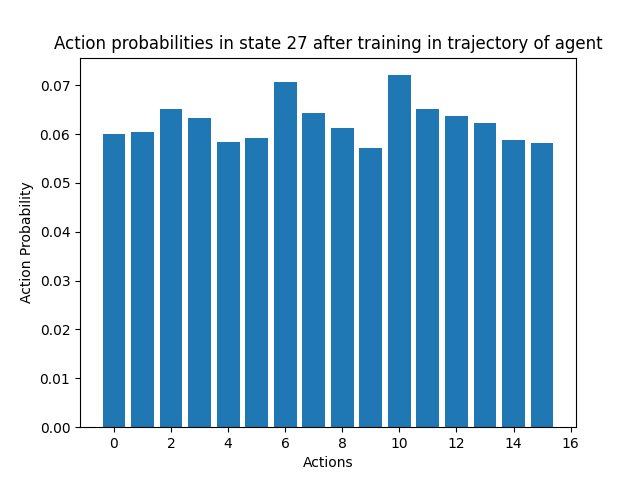 Action probabilities in state 27 after training in trajectory of agent
0.07
0.06
0.05
0.04
0.03
0.02
0.01
0.00
Action Probability
0 2 4 6 8 10 12 14 16
Actions